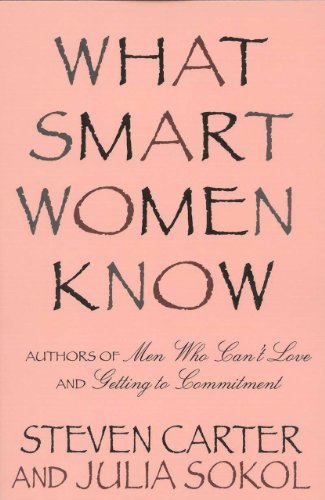 WHAT
SMART
WOMEN
KNOW
AUTHORS OF Men Who Can't Love
AND Getting to Commitment
STEVEN CARTER
AND JULIA SOKOL